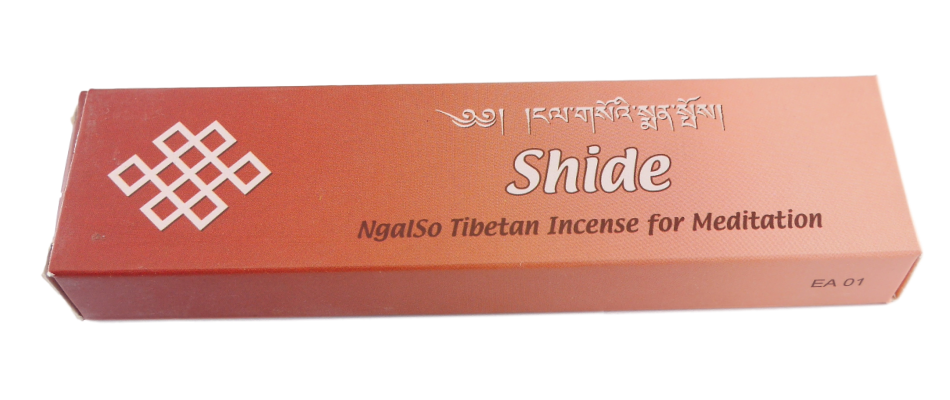 ༄༅། །ངལ་གསོའི་སྨན་སྤོས།
Shide
NgalSo Tibetan Incense for Meditation
EA 01